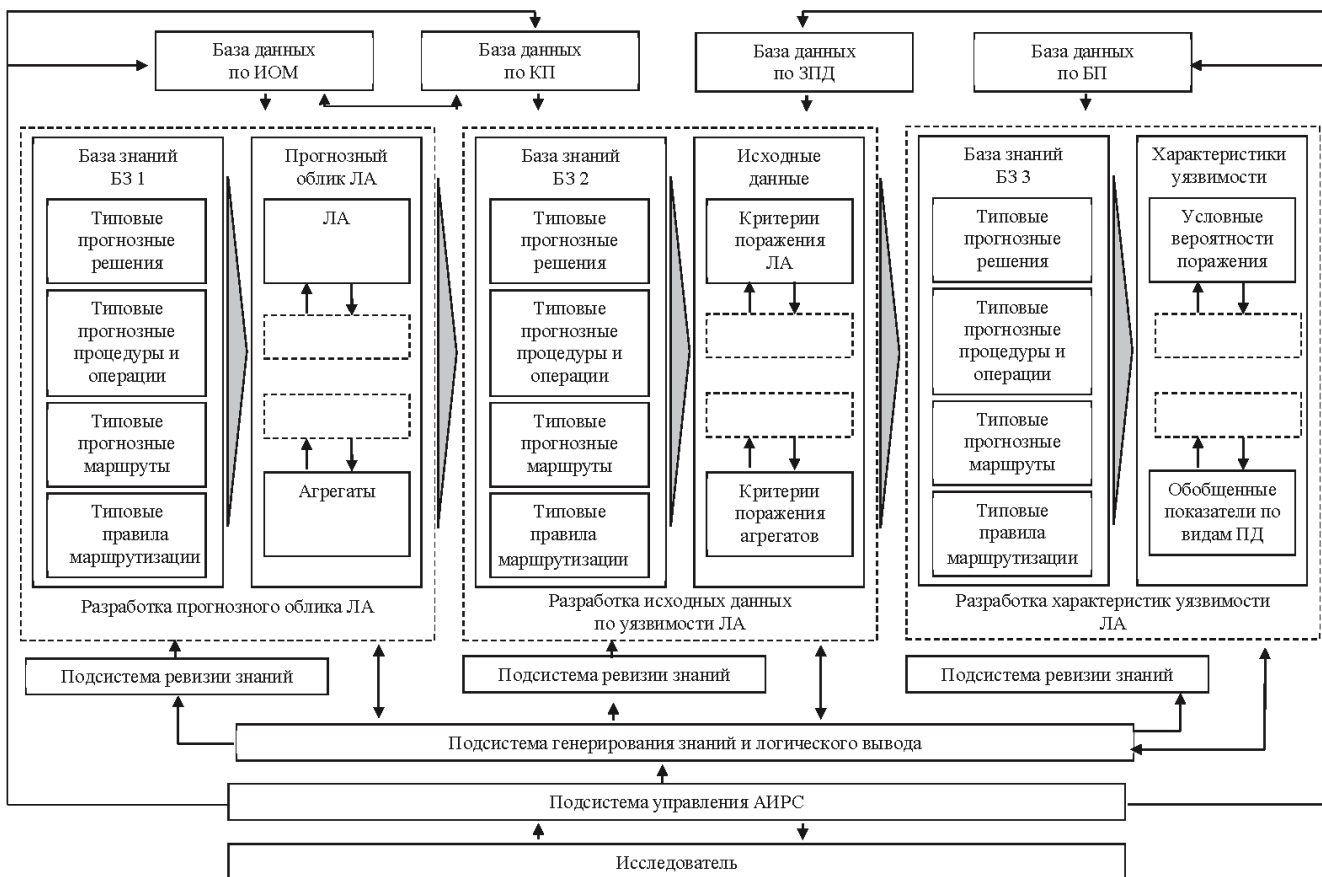 База данных
по ИОМ
База данных
по КП
База данных
по ЗПД
База данных
по БП
База знаний
БЗ 1
Типовые
прогнозные
решения
Типовые
прогнозные
процедуры и
операции
Типовые
прогнозные
маршруты
Типовые
правила
маршрутизации
Прогнозный
облик ЛА
ЛА
Агрегаты
Разработка прогнозного облика ЛА
База знаний
БЗ 2
Типовые
прогнозные
решения
Типовые
прогнозные
процедуры и
операции
Типовые
прогнозные
маршруты
Типовые
правила
маршрутизации
Исходные
данные
Критерии
поражения
ЛА
Критерии
поражения
агрегатов
Разработка исходных данных
по уязвимости ЛА
База знаний
БЗ 3
Типовые
прогнозные
решения
Типовые
прогнозные
процедуры и
операции
Типовые
прогнозные
маршруты
Типовые
правила
маршрутизации
Характеристики
уязвимости
Условные
вероятности
поражения
Обобщенные
показатели по
видам ПД
Разработка характеристик уязвимости
ЛА
Подсистема ревизии знаний
Подсистема ревизии знаний
Подсистема ревизии знаний
Подсистема генерирования знаний и логического вывода
Подсистема управления АИРС
Исследователь